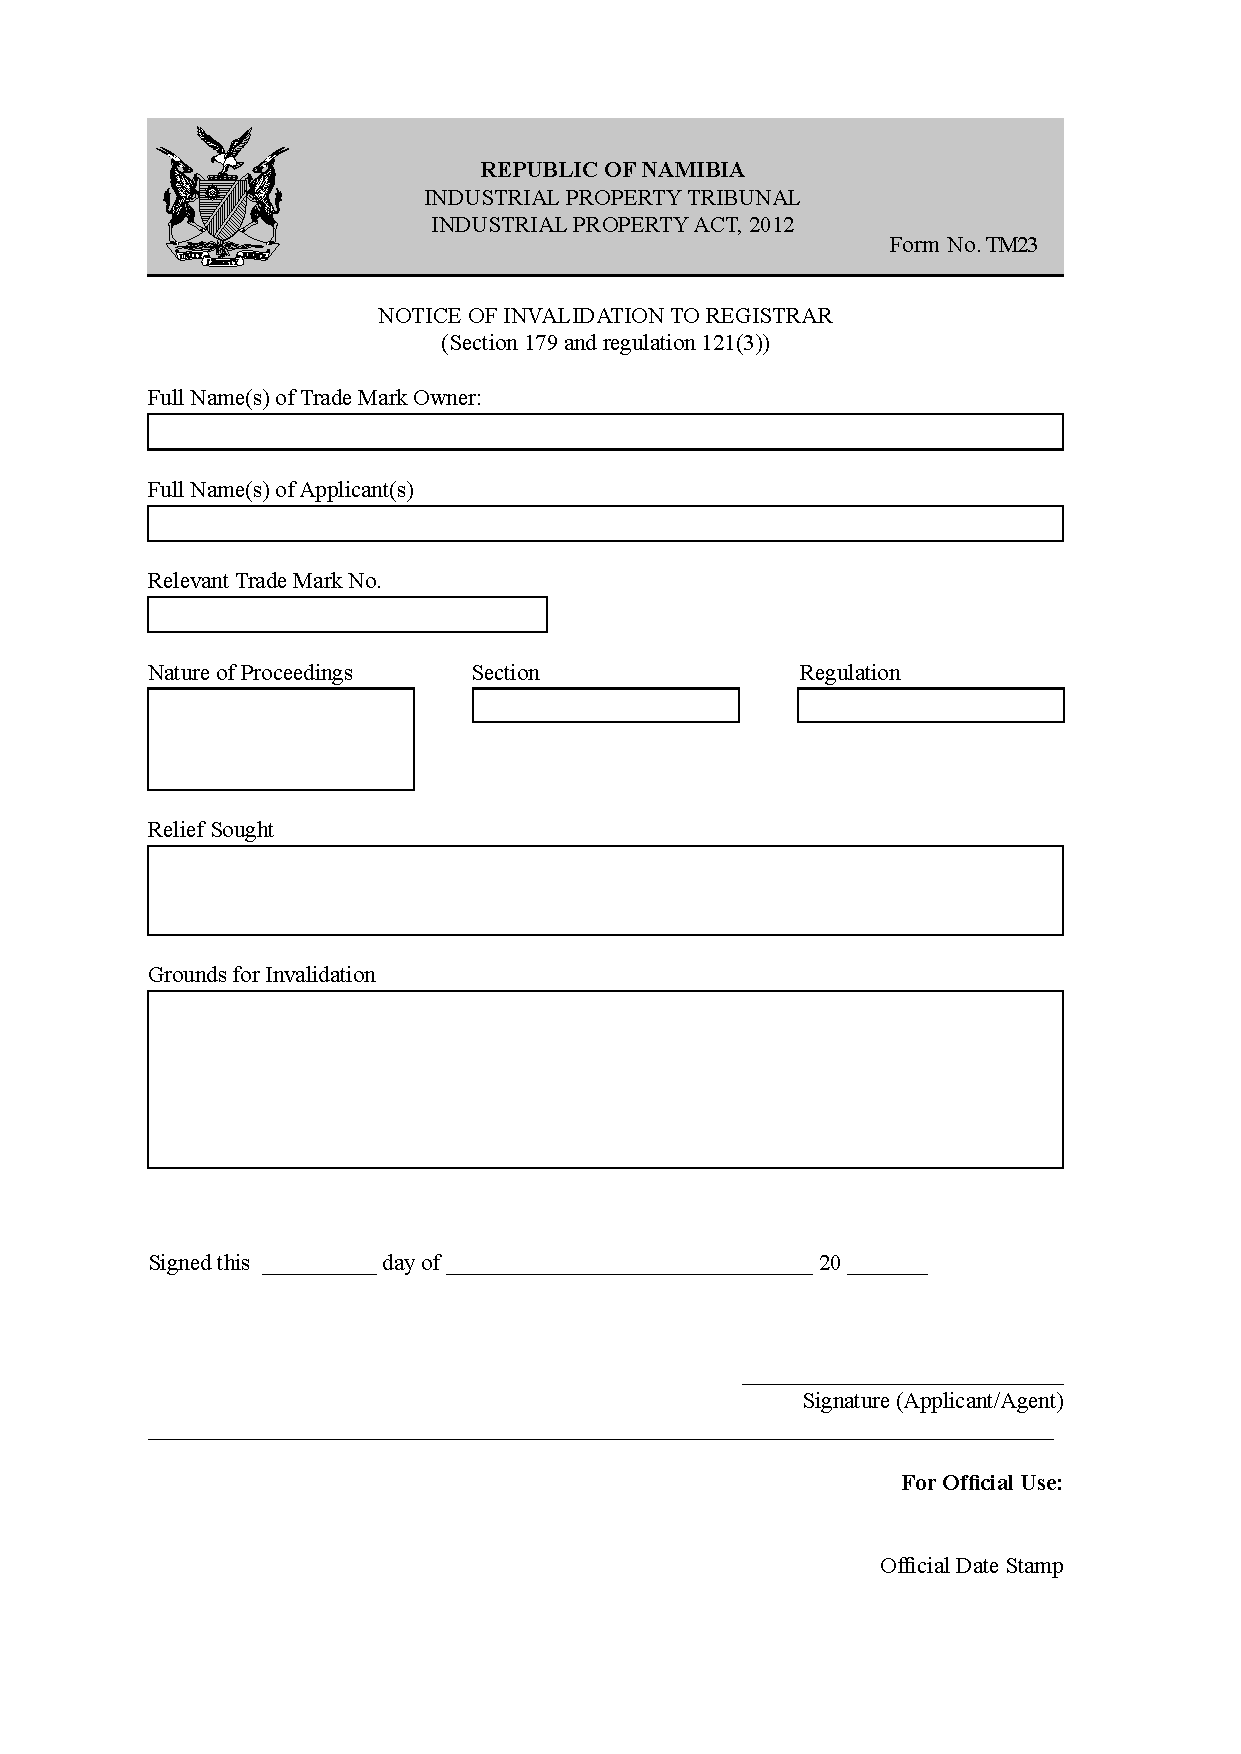 REPUBLIC OF NAMIBIA
INDUSTRIAL PROPERTY TRIBUNAL
INDUSTRIAL PROPERTY ACT, 2012
Form No. TM23
NOTICE OF INVALIDATION TO REGISTRAR
(Section 179 and regulation 121(3))
Full Name(s) of Trade Mark Owner:
Full Name(s) of Applicant(s)
Relevant Trade Mark No.
Nature of Proceedings Section Regulation
Relief Sought
Grounds for Invalidation
Signed this __________ day of ________________________________ 20 _______
Signature (Applicant/Agent)
For Official Use:
Official Date Stamp